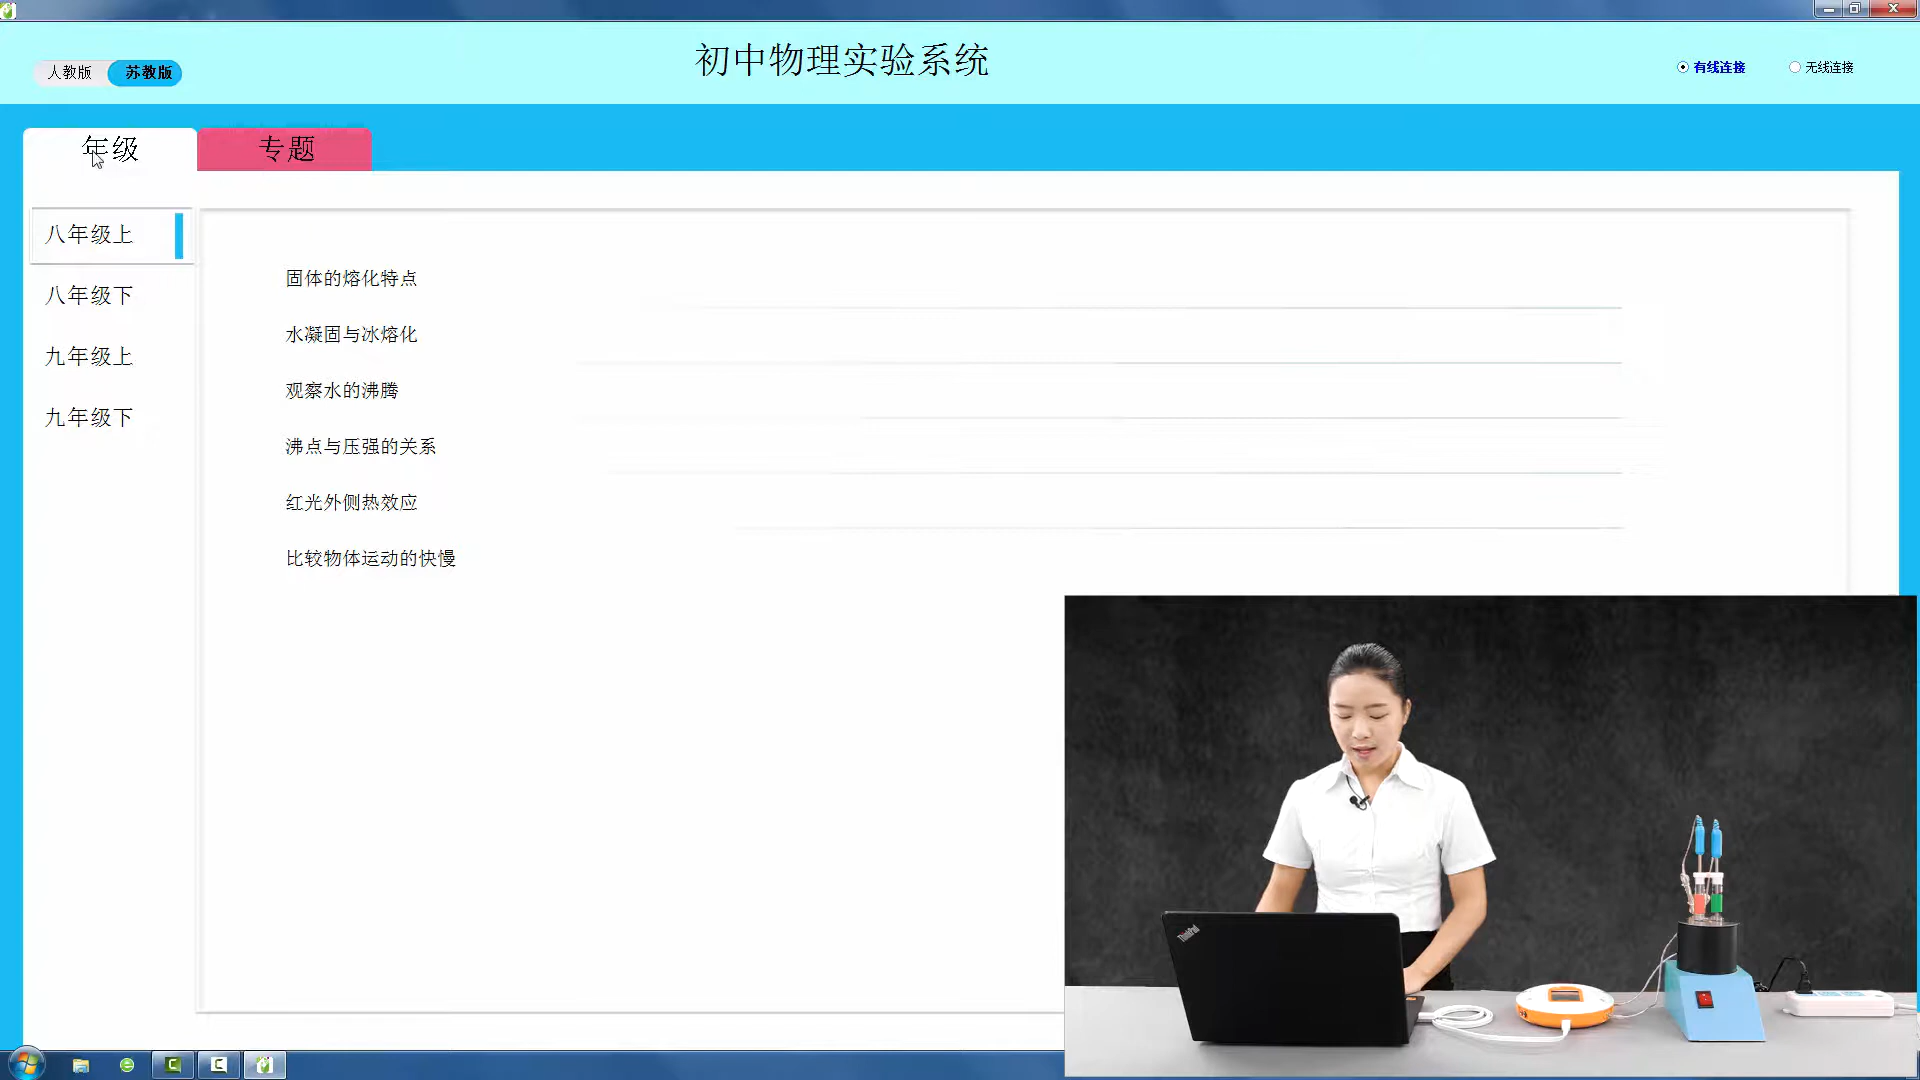 初中物理实验系统
人教版 苏教版
有线连接 无线连接
年级 专题
八年级上
八年级下
九年级上
九年级下
固体的熔化特点
水凝固与冰熔化
观察水的沸腾
沸点与压强的关系
红光外侧热效应
比较物体运动的快慢
ThinkPad